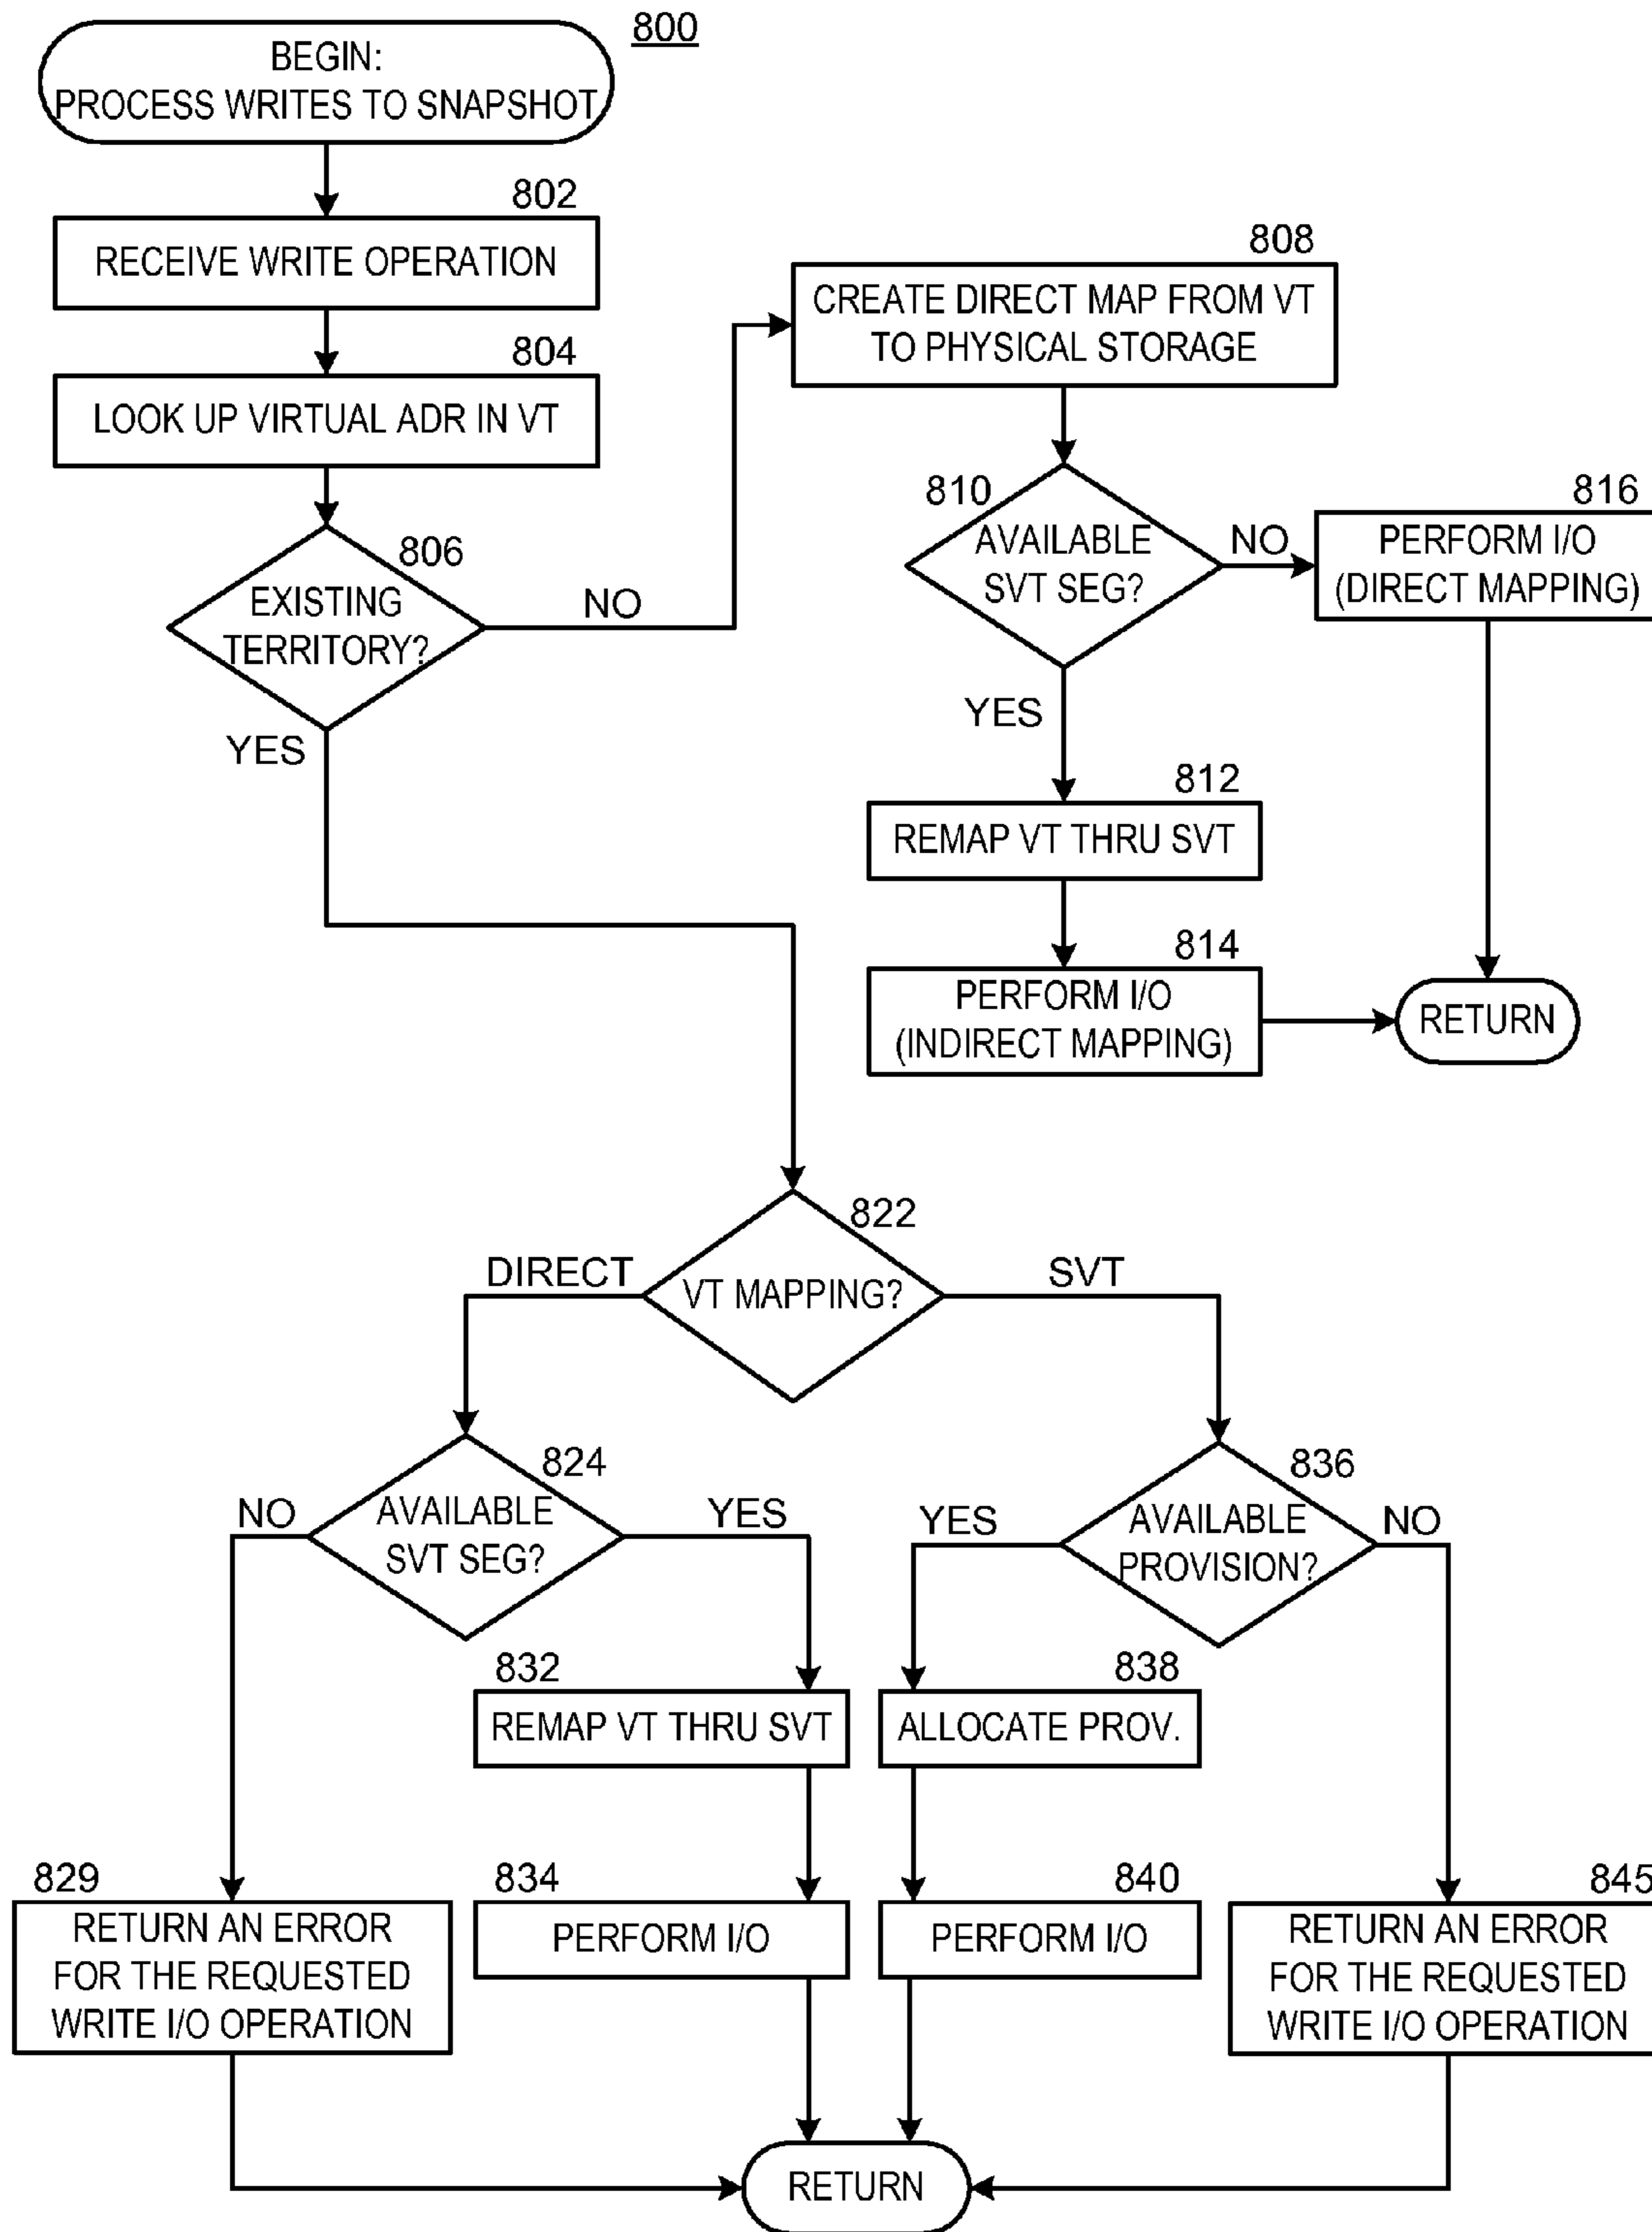 800
BEGIN:
PROCESS WRITES TO SNAPSHOT
802
RECEIVE WRITE OPERATION
804
LOOK UP VIRTUAL ADR IN VT
806
EXISTING
TERRITORY?
NO
YES
808
CREATE DIRECT MAP FROM VT
TO PHYSICAL STORAGE
810
AVAILABLE
SVT SEG?
NO
YES
816
PERFORM I/O
(DIRECT MAPPING)
812
REMAP VT THRU SVT
814
PERFORM I/O
(INDIRECT MAPPING)
RETURN
822
VT MAPPING?
DIRECT
SVT
824
AVAILABLE
SVT SEG?
NO
YES
836
AVAILABLE
PROVISION?
YES
NO
832
REMAP VT THRU SVT
838
ALLOCATE PROV.
829
RETURN AN ERROR
FOR THE REQUESTED
WRITE I/O OPERATION
834
PERFORM I/O
840
PERFORM I/O
845
RETURN AN ERROR
FOR THE REQUESTED
WRITE I/O OPERATION
RETURN